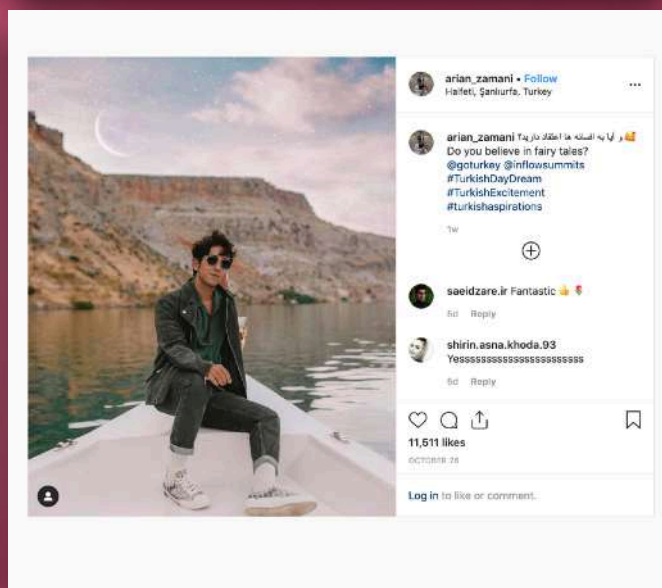 arian_zamani • Follow
Halfeti, Şanlıurfa, Turkey
arian_zamani و آیا به افسانه ها اعتقاد دارید؟🥰
Do you believe in fairy tales?
@goturkey @inflowsummits
#TurkishDayDream
#TurkishExcitement
#turkishaspirations
1w
saeidzare.ir Fantastic 👍🌷
5d Reply
shirin.asna.khoda.93
Yesssssssssssssssssssssss
5d Reply
11,511 likes
OCTOBER 28
Log in to like or comment.